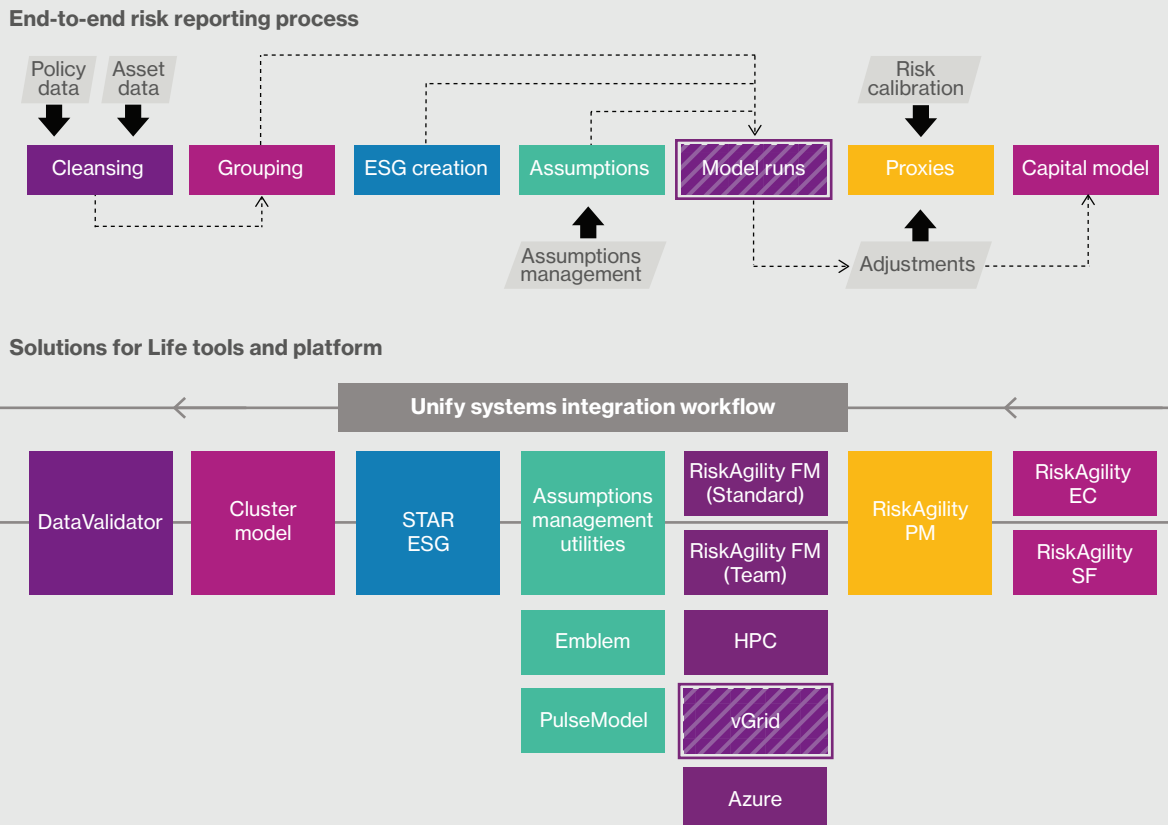 End-to-end risk reporting process
Policy
data
Asset
data
Risk
calibration
Cleansing
Grouping
ESG creation
Assumptions
Model runs
Proxies
Capital model
Assumptions
management
Adjustments
Solutions for Life tools and platform
Unify systems integration workflow
DataValidator
Cluster
model
STAR
ESG
Assumptions
management
utilities
RiskAgility FM
(Standard)
RiskAgility FM
(Team)
RiskAgility
PM
RiskAgility
EC
RiskAgility
SF
Emblem
HPC
PulseModel
vGrid
Azure